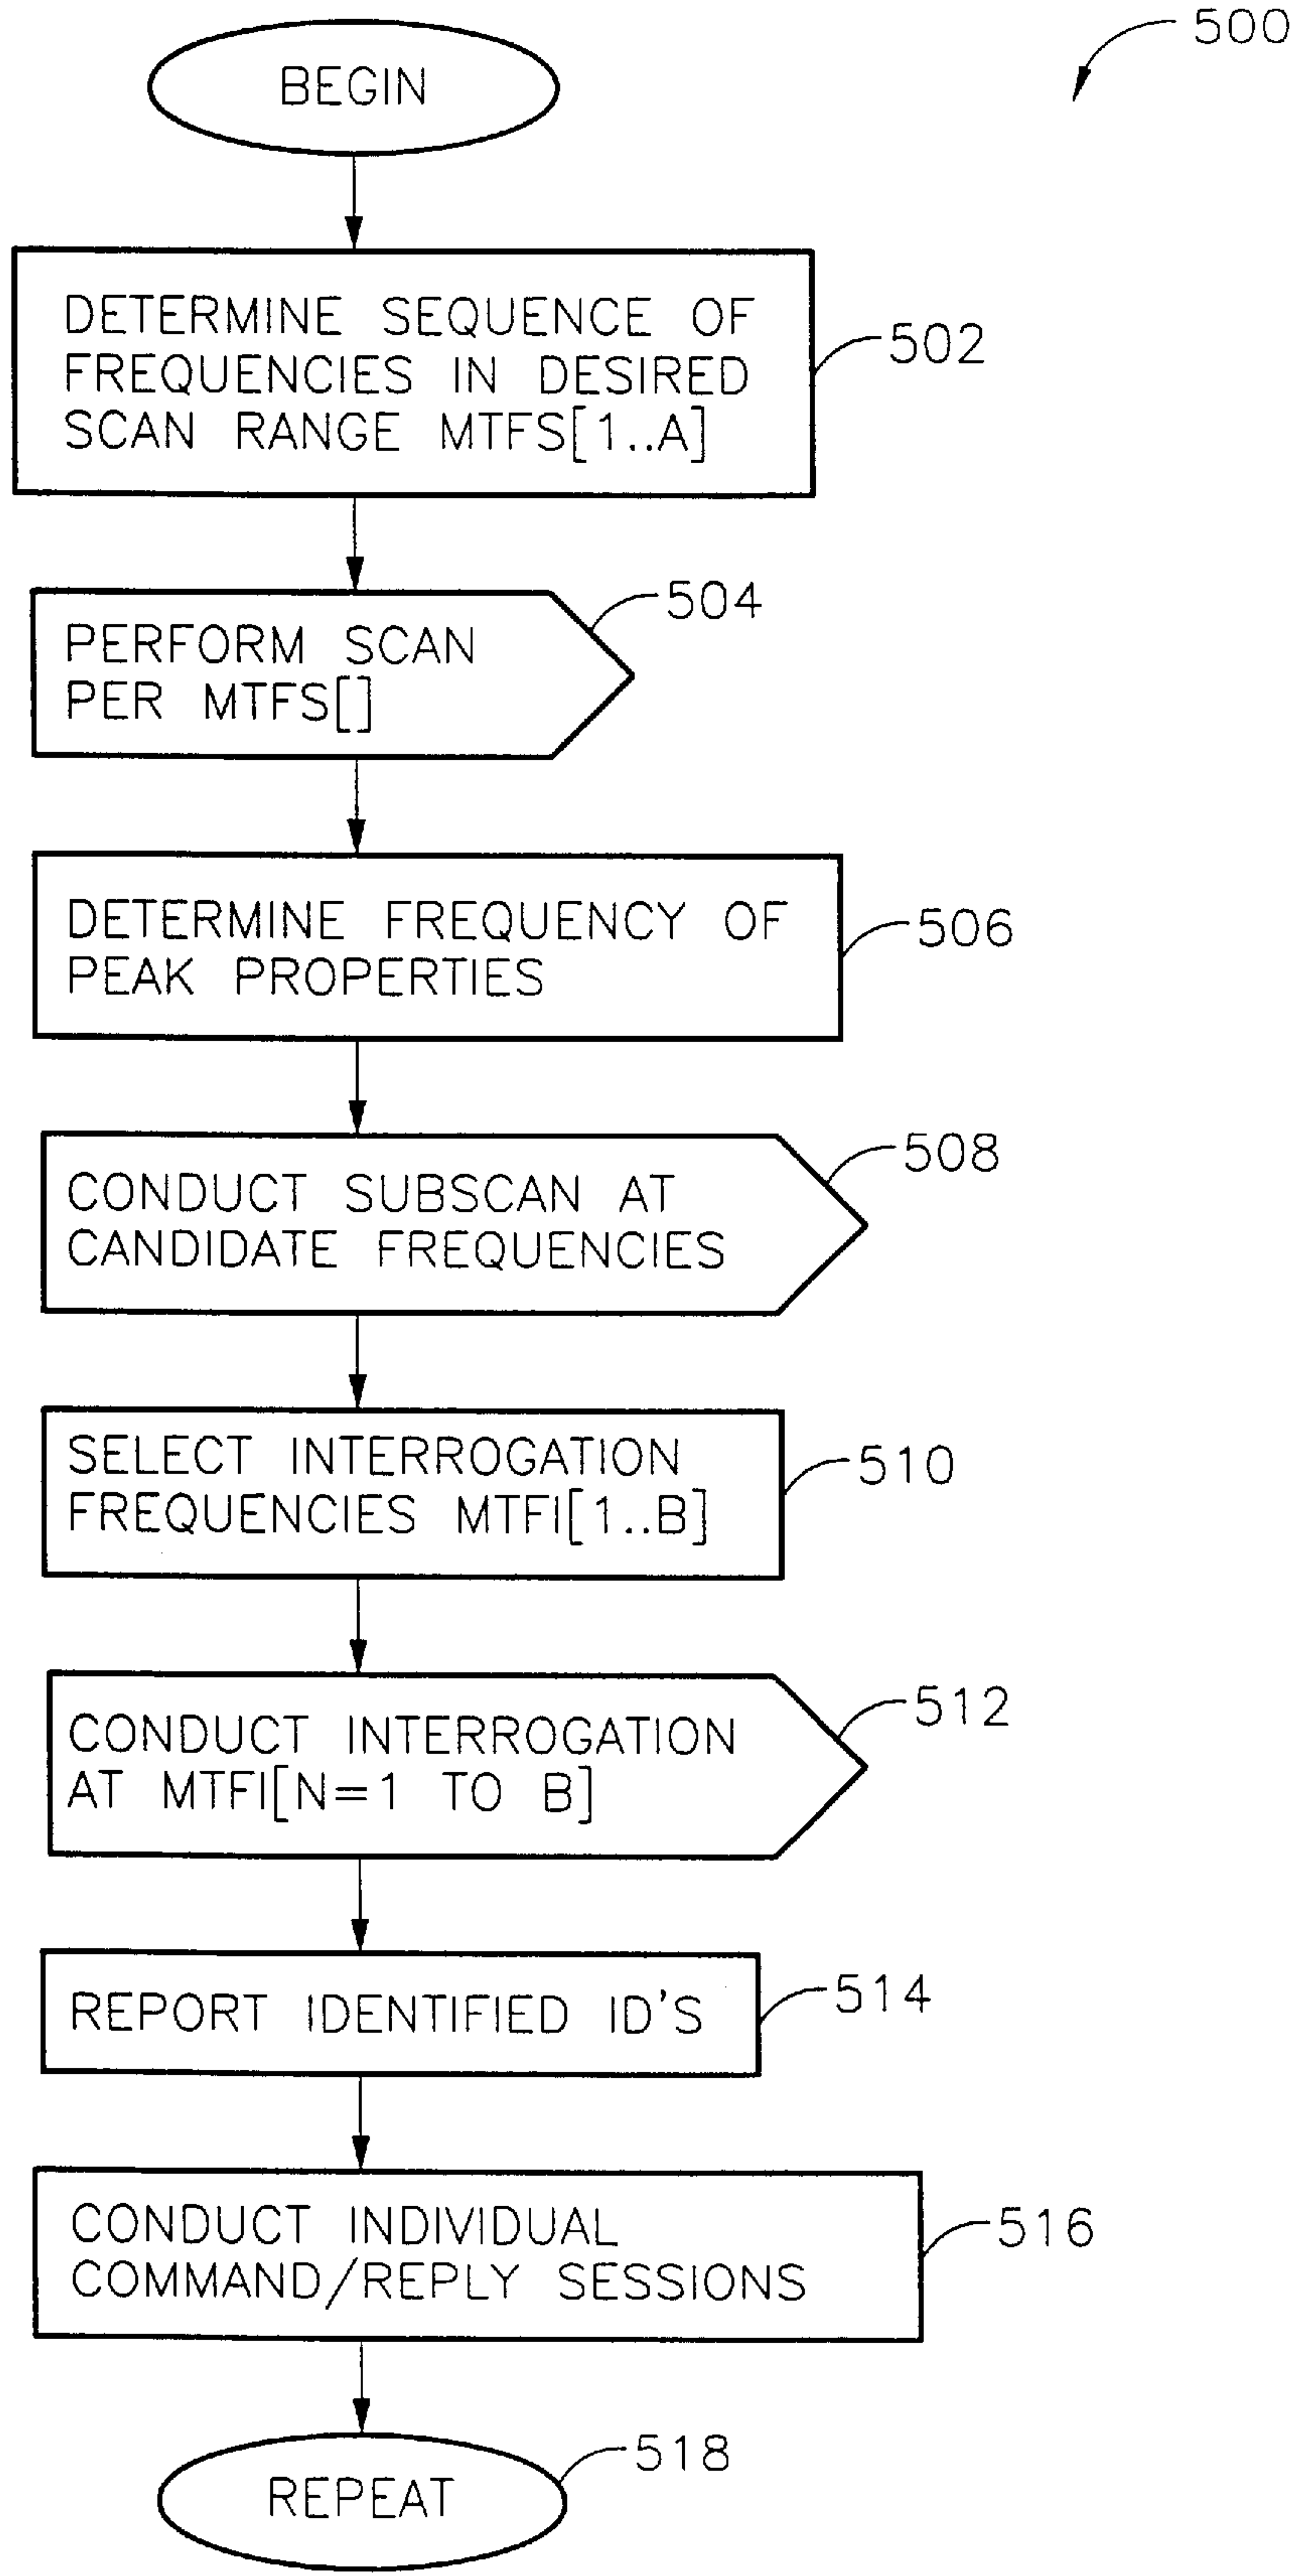 500
BEGIN
DETERMINE SEQUENCE OF
FREQUENCIES IN DESIRED
SCAN RANGE MTFS[1..A]
502
PERFORM SCAN
PER MTFS[]
504
DETERMINE FREQUENCY OF
PEAK PROPERTIES
506
CONDUCT SUBSCAN AT
CANDIDATE FREQUENCIES
508
SELECT INTERROGATION
FREQUENCIES MTFI[1..B]
510
CONDUCT INTERROGATION
AT MTFI[N=1 TO B]
512
REPORT IDENTIFIED ID'S
514
CONDUCT INDIVIDUAL
COMMAND/REPLY SESSIONS
516
REPEAT
518